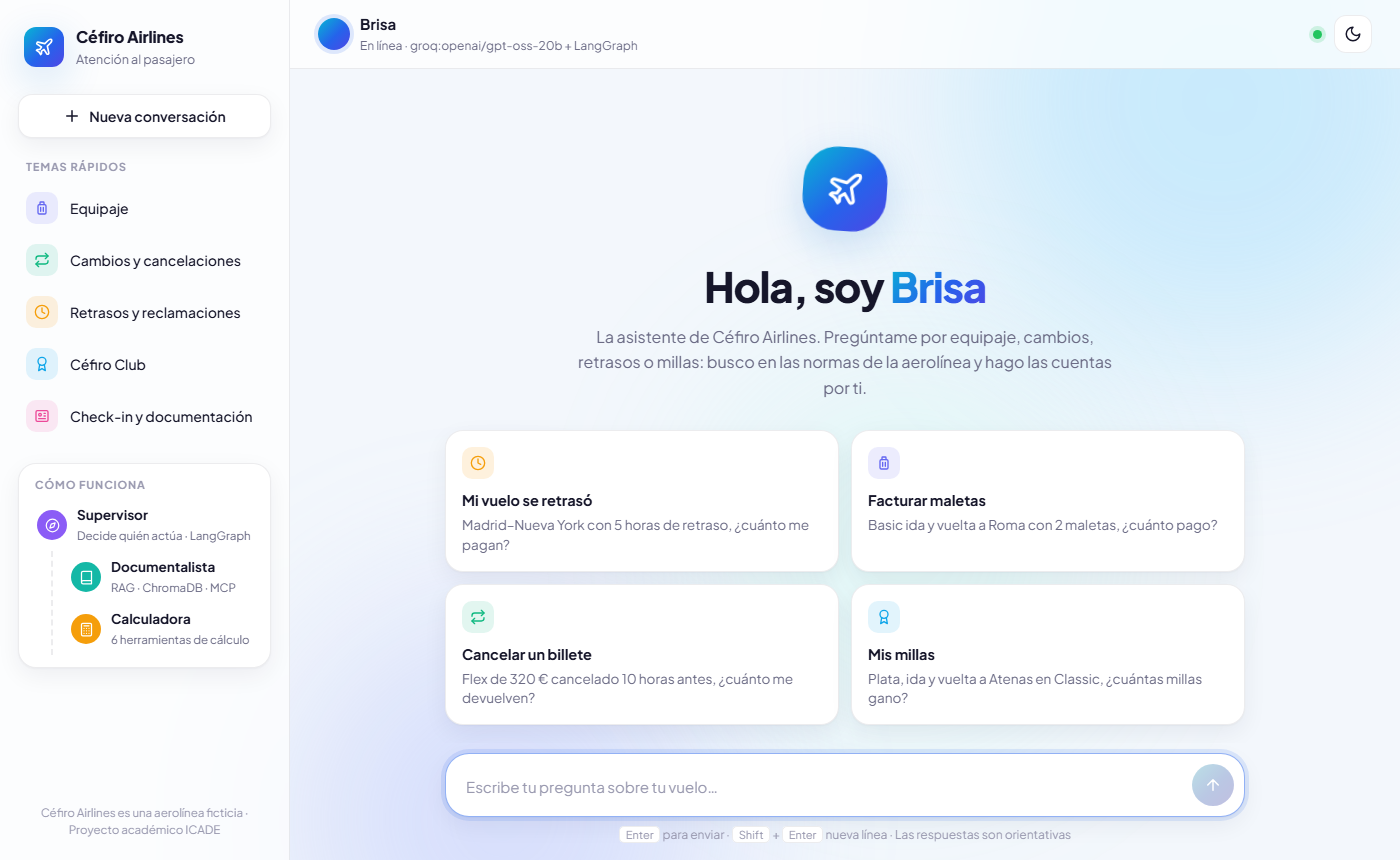 Céfiro Airlines
Atención al pasajero
Nueva conversación
TEMAS RÁPIDOS
Equipaje
Cambios y cancelaciones
Retrasos y reclamaciones
Céfiro Club
Check-in y documentación
CÓMO FUNCIONA
Supervisor
Decide quién actúa · LangGraph
Documentalista
RAG · ChromaDB · MCP
Calculadora
6 herramientas de cálculo
Céfiro Airlines es una aerolínea ficticia ·
Proyecto académico ICADE
Brisa
En línea · groq:openai/gpt-oss-20b + LangGraph
Hola, soy Brisa
La asistente de Céfiro Airlines. Pregúntame por equipaje, cambios,
retrasos o millas: busco en las normas de la aerolínea y hago las cuentas
por ti.
Mi vuelo se retrasó
Madrid–Nueva York con 5 horas de retraso, ¿cuánto me
pagan?
Facturar maletas
Basic ida y vuelta a Roma con 2 maletas, ¿cuánto pago?
Cancelar un billete
Flex de 320 € cancelado 10 horas antes, ¿cuánto me
devuelven?
Mis millas
Plata, ida y vuelta a Atenas en Classic, ¿cuántas millas
gano?
Escribe tu pregunta sobre tu vuelo…
Enter para enviar · Shift + Enter nueva línea · Las respuestas son orientativas